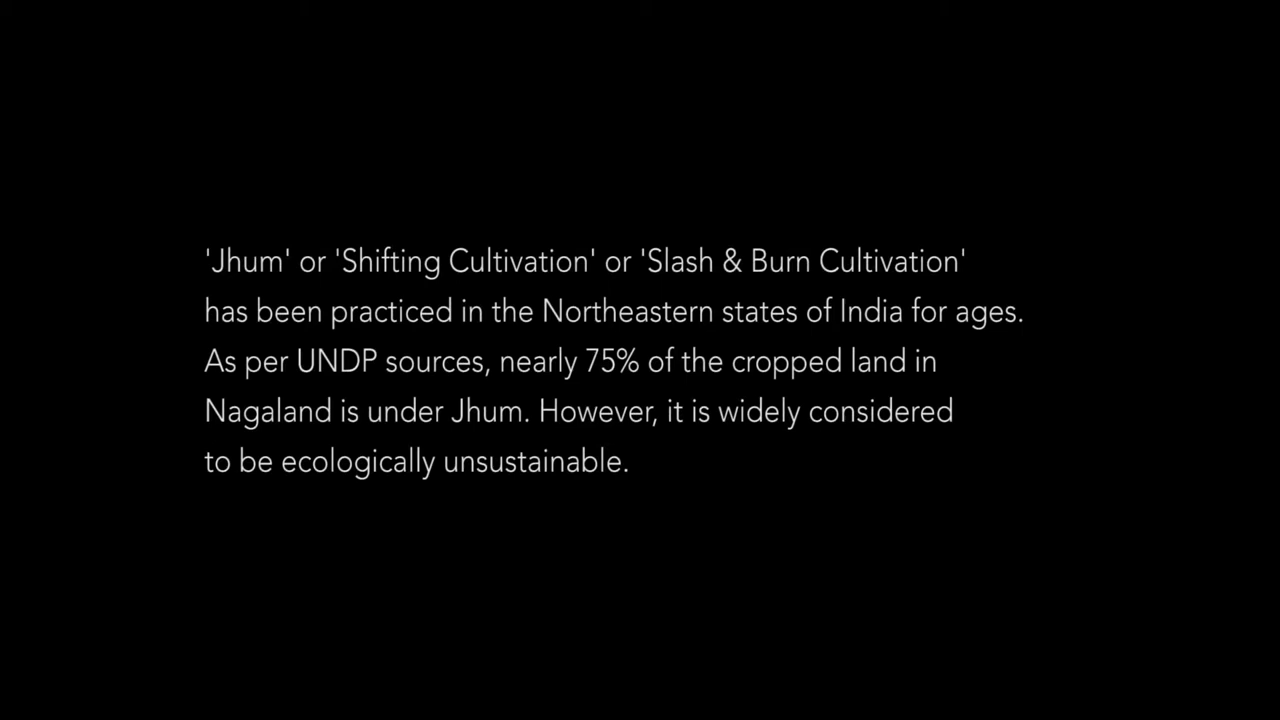 'Jhum' or 'Shifting Cultivation' or 'Slash & Burn Cultivation'
has been practiced in the Northeastern states of India for ages.
As per UNDP sources, nearly 75% of the cropped land in
Nagaland is under Jhum. However, it is widely considered
to be ecologically unsustainable.